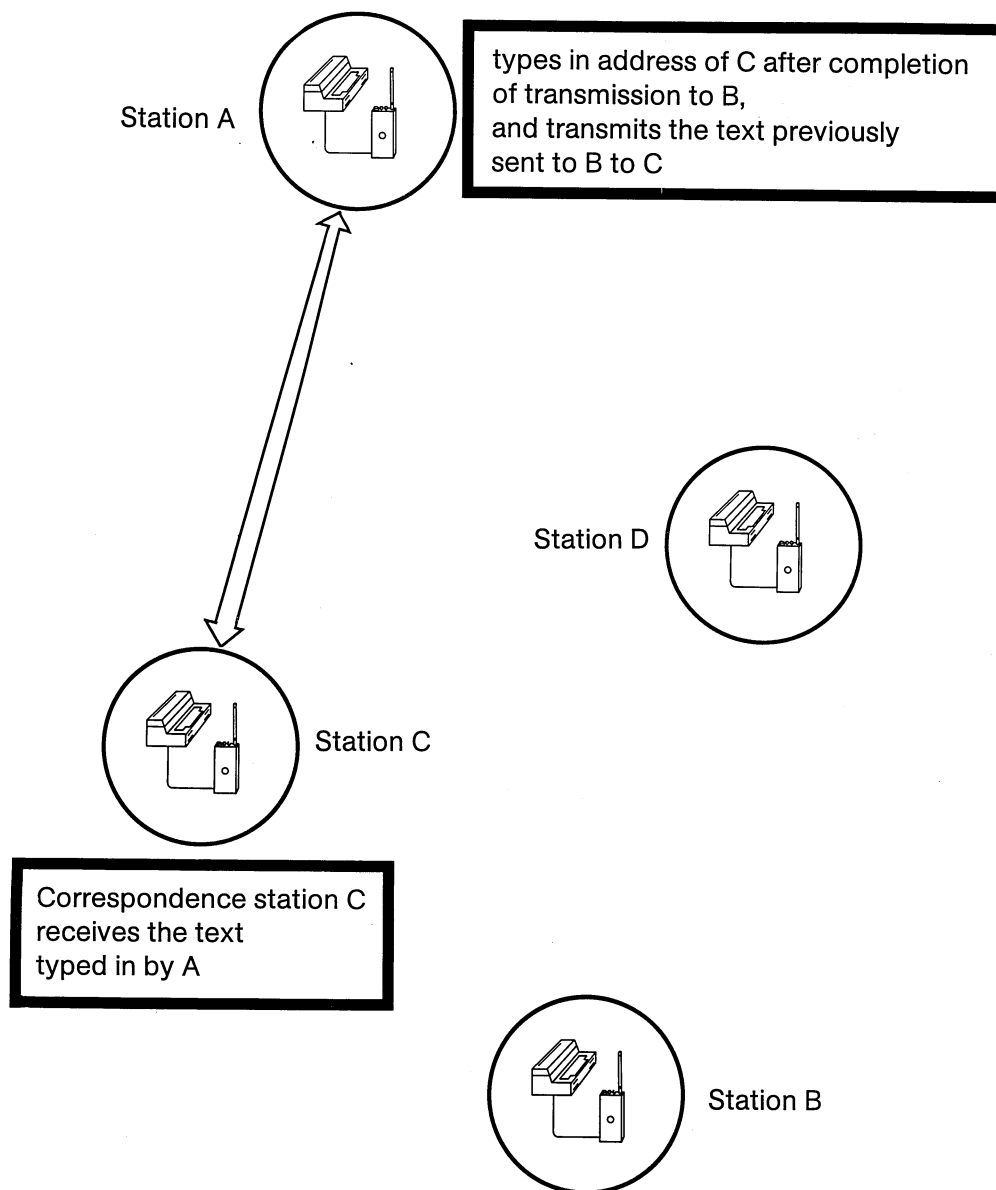 Station A
types in address of C after completion
of transmission to B,
and transmits the text previously
sent to B to C
Station D
Station C
Correspondence station C
receives the text
typed in by A
Station B